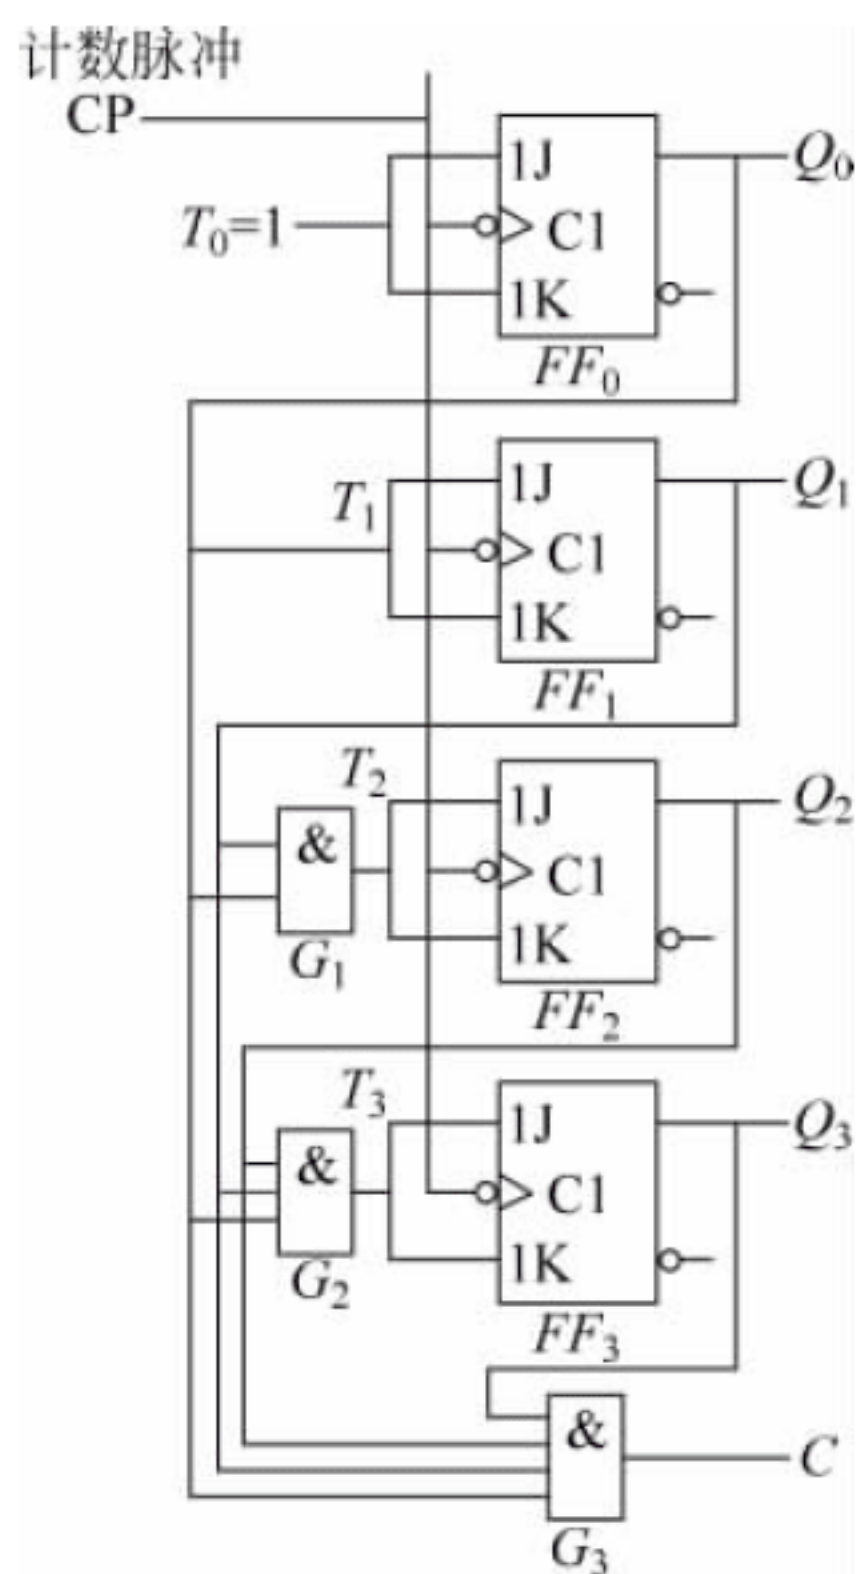 计数脉冲
CP
1J
Q₀
T₀=1
C1
1K
FF₀
T₁
1J
Q₁
C1
1K
FF₁
T₂
1J
Q₂
&
C1
1K
G₁
FF₂
T₃
1J
Q₃
&
C1
1K
G₂
FF₃
&
C
G₃